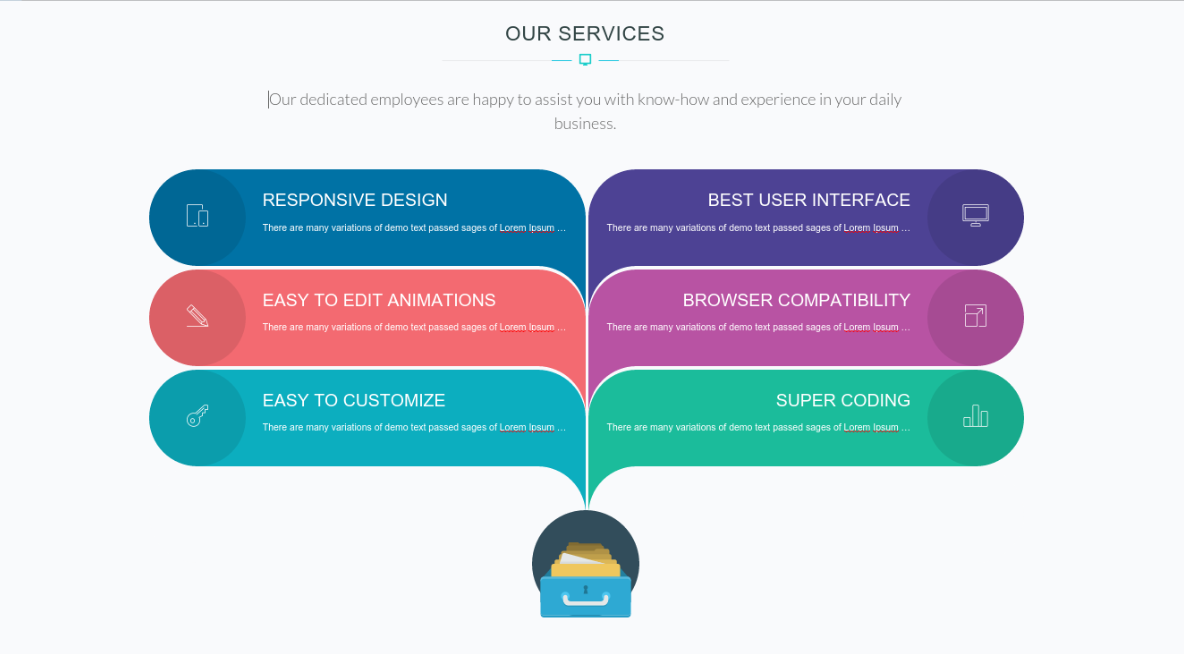 OUR SERVICES
Our dedicated employees are happy to assist you with know-how and experience in your daily
business.
RESPONSIVE DESIGN
There are many variations of demo text passed sages of Lorem Ipsum ...
BEST USER INTERFACE
There are many variations of demo text passed sages of Lorem Ipsum ...
EASY TO EDIT ANIMATIONS
There are many variations of demo text passed sages of Lorem Ipsum ...
BROWSER COMPATIBILITY
There are many variations of demo text passed sages of Lorem Ipsum ...
EASY TO CUSTOMIZE
There are many variations of demo text passed sages of Lorem Ipsum ...
SUPER CODING
There are many variations of demo text passed sages of Lorem Ipsum ...